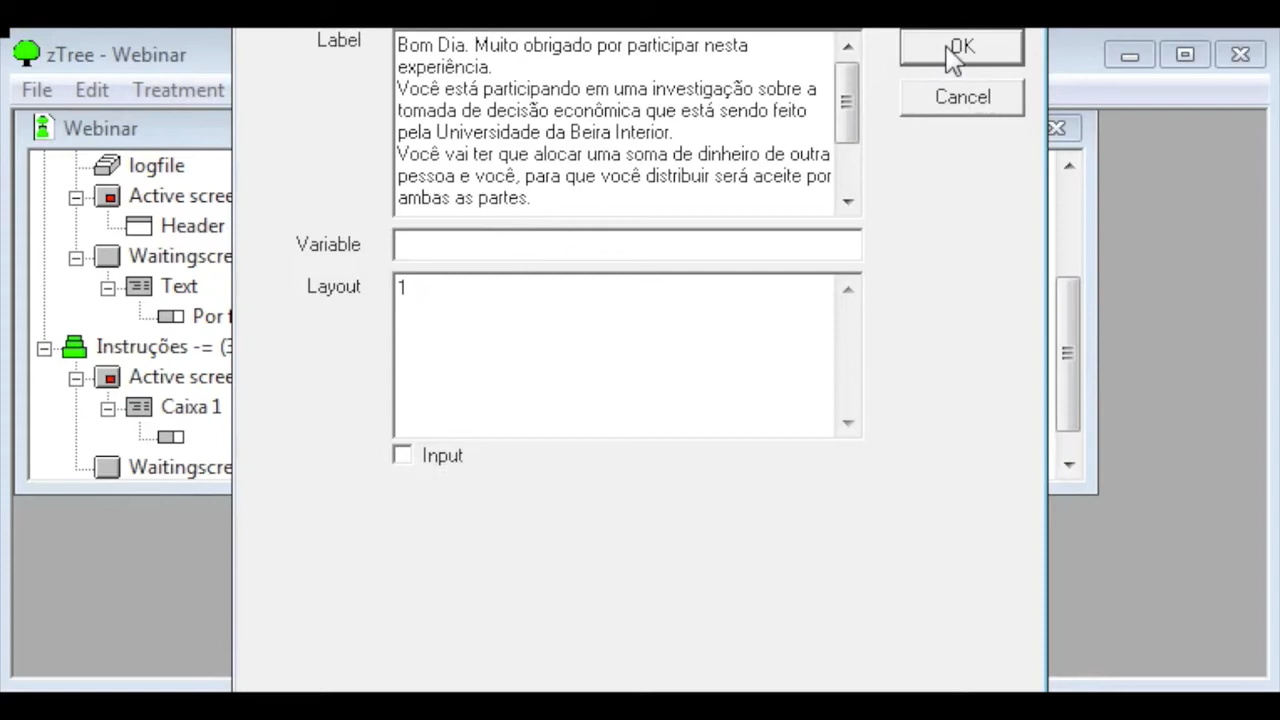 zTree - Webinar
File Edit Treatment
Webinar
logfile
Active scree
Header
Waitingscre
Text
Por t
Instruções -= (3
Active scree
Caixa 1
Waitingscre
Label
Bom Dia. Muito obrigado por participar nesta
experiência.
Você está participando em uma investigação sobre a
tomada de decisão econômica que está sendo feito
pela Universidade da Beira Interior.
Você vai ter que alocar uma soma de dinheiro de outra
pessoa e você, para que você distribuir será aceite por
ambas as partes.
Variable
Layout
1
Input
OK
Cancel